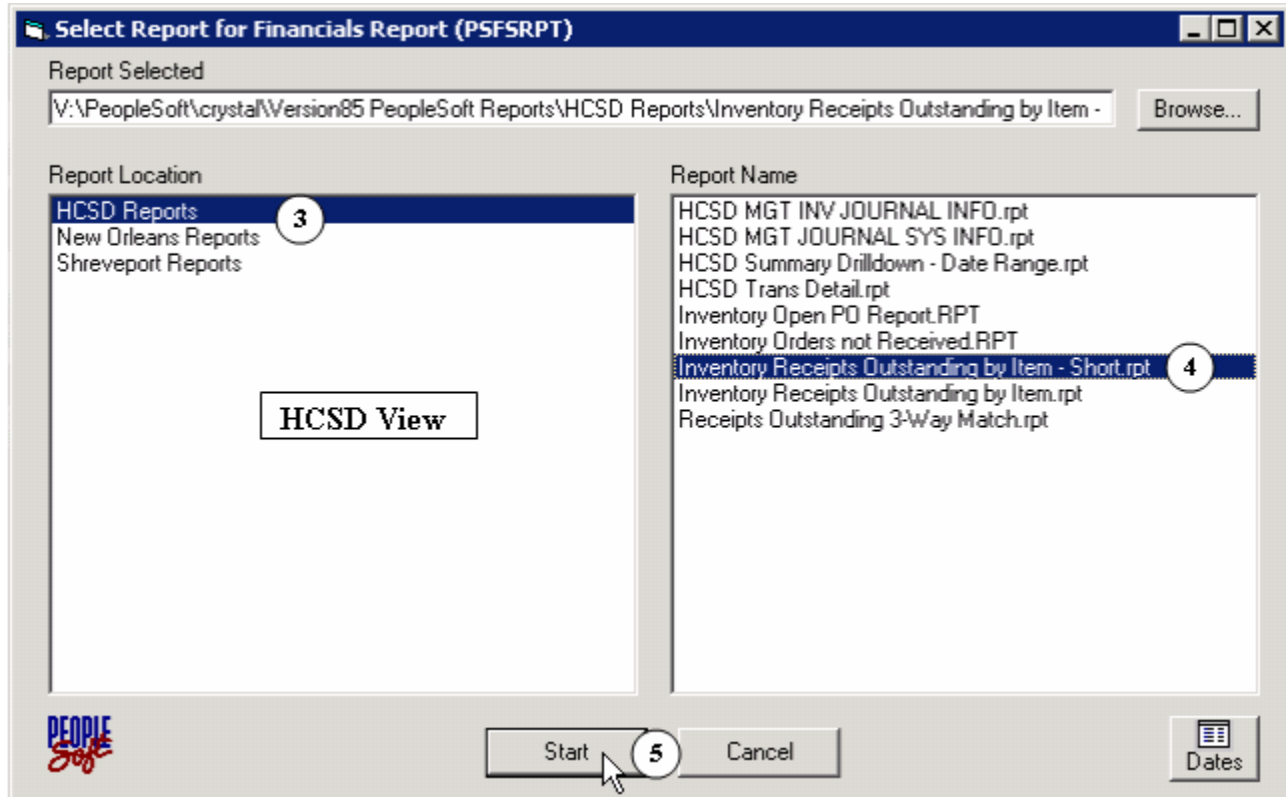 Select Report for Financials Report (PSFSRPT)
Report Selected
V:\PeopleSoft\crystal\Version85 PeopleSoft Reports\HCSD Reports\Inventory Receipts Outstanding by Item -
Browse...
Report Location
HCSD Reports
3
New Orleans Reports
Shreveport Reports
HCSD View
Report Name
HCSD MGT INV JOURNAL INFO.rpt
HCSD MGT JOURNAL SYS INFO.rpt
HCSD Summary Drilldown - Date Range.rpt
HCSD Trans Detail.rpt
Inventory Open PO Report.RPT
Inventory Orders not Received.RPT
Inventory Receipts Outstanding by Item - Short.rpt
4
Inventory Receipts Outstanding by Item.rpt
Receipts Outstanding 3-Way Match.rpt
PEOPLE
Soft
Start
5
Cancel
Dates